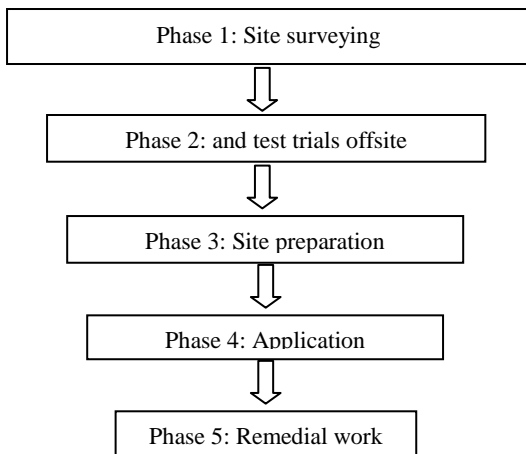 Phase 1: Site surveying
Phase 2: and test trials offsite
Phase 3: Site preparation
Phase 4: Application
Phase 5: Remedial work